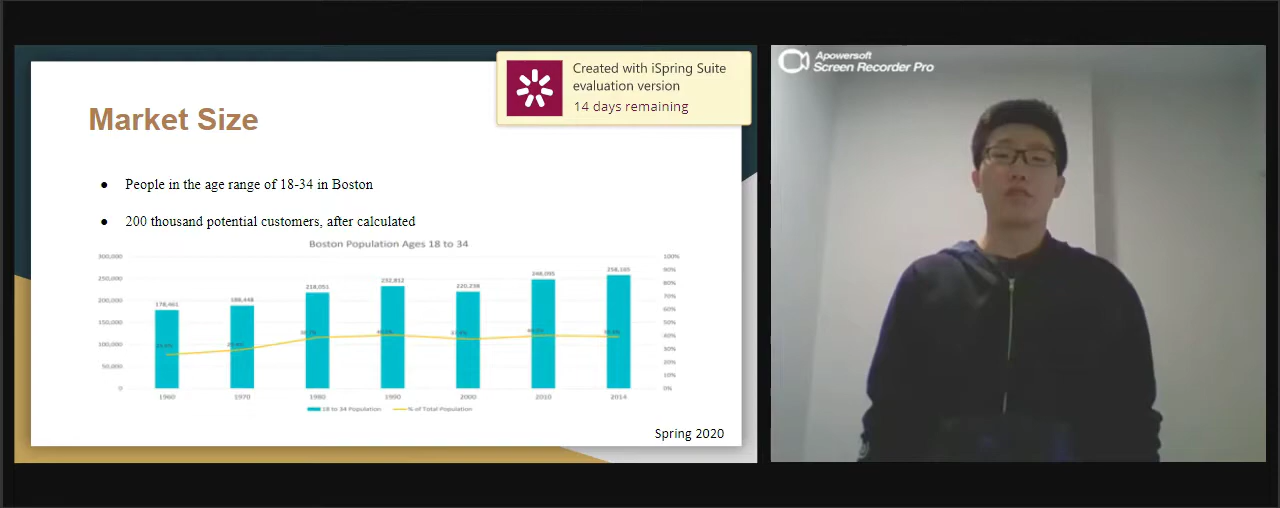 Created with iSpring Suite
evaluation version
14 days remaining
Market Size
● People in the age range of 18-34 in Boston
● 200 thousand potential customers, after calculated
Boston Population Ages 18 to 34
300,000
250,000
200,000
150,000
100,000
50,000
0
100%
90%
80%
70%
60%
50%
40%
30%
20%
10%
0%
178,461
188,448
218,051
232,812
220,238
248,095
1960
1970
1980
1990
2000
2010
2014
18 to 34 Population
% of Total Population
Spring 2020
Apowersoft
Screen Recorder Pro